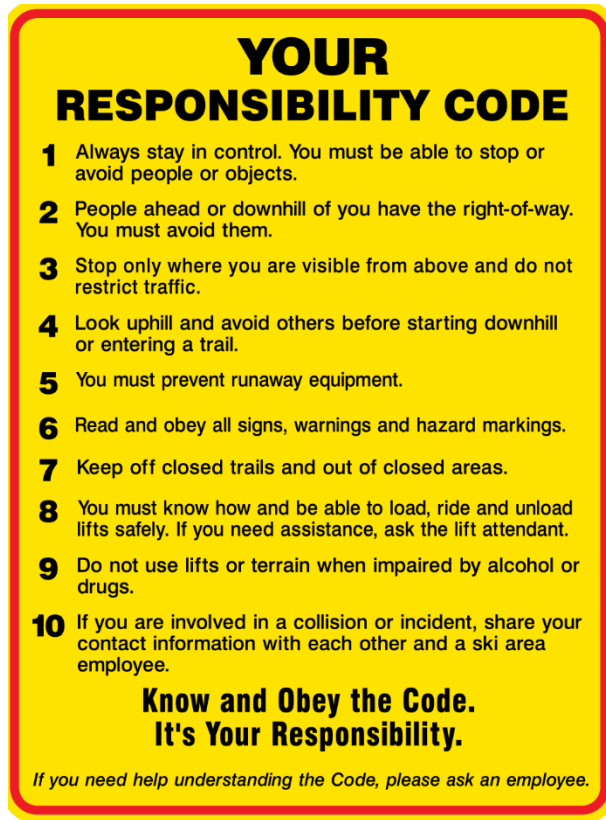 YOUR
RESPONSIBILITY CODE
1 Always stay in control. You must be able to stop or
avoid people or objects.
2 People ahead or downhill of you have the right-of-way.
You must avoid them.
3 Stop only where you are visible from above and do not
restrict traffic.
4 Look uphill and avoid others before starting downhill
or entering a trail.
5 You must prevent runaway equipment.
6 Read and obey all signs, warnings and hazard markings.
7 Keep off closed trails and out of closed areas.
8 You must know how and be able to load, ride and unload
lifts safely. If you need assistance, ask the lift attendant.
9 Do not use lifts or terrain when impaired by alcohol or
drugs.
10 If you are involved in a collision or incident, share your
contact information with each other and a ski area
employee.
Know and Obey the Code.
It's Your Responsibility.
If you need help understanding the Code, please ask an employee.